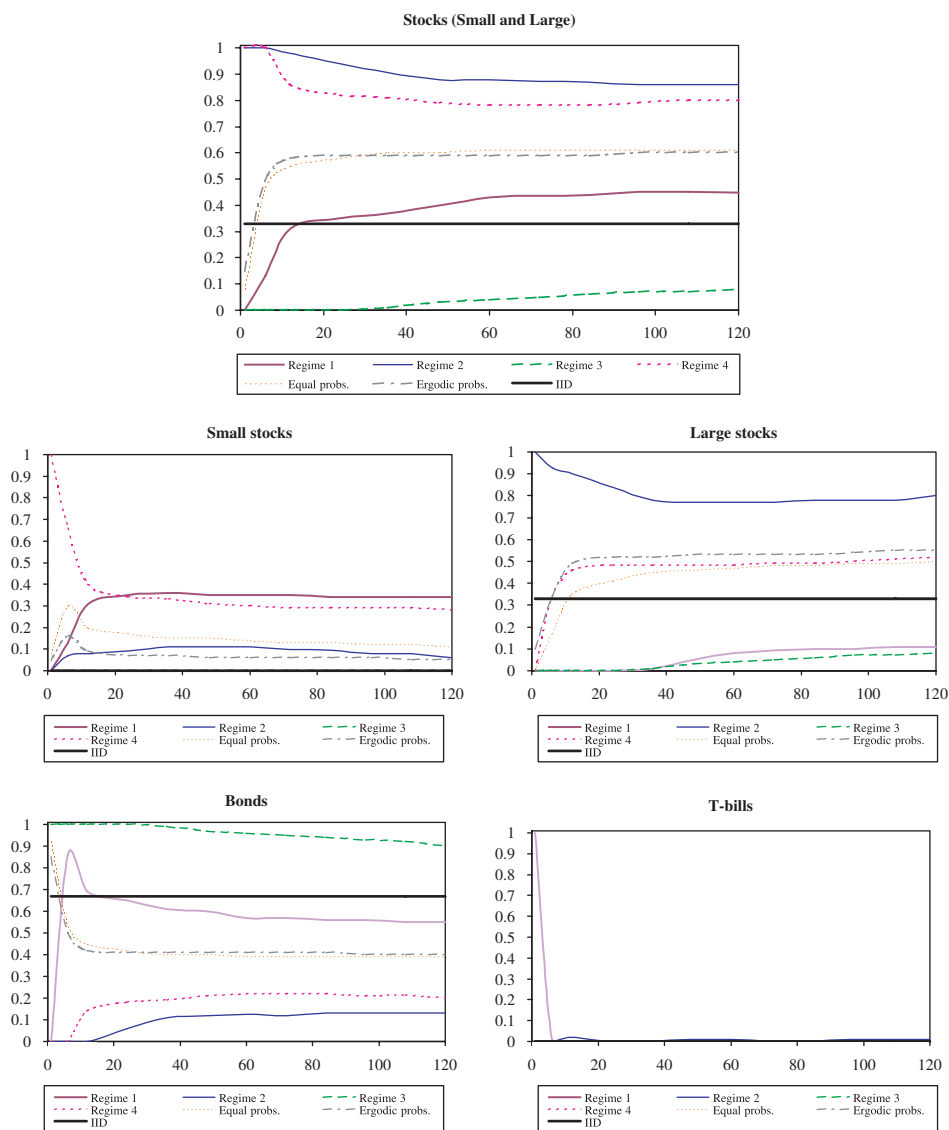 Stocks (Small and Large)
1
0.9
0.8
0.7
0.6
0.5
0.4
0.3
0.2
0.1
0
0 20 40 60 80 100 120
Regime 1 Regime 2 Regime 3 Regime 4
Equal probs. Ergodic probs. IID
Small stocks
1
0.9
0.8
0.7
0.6
0.5
0.4
0.3
0.2
0.1
0
0 20 40 60 80 100 120
Regime 1 Regime 2 Regime 3
Regime 4 Equal probs. Ergodic probs.
IID
Large stocks
1
0.9
0.8
0.7
0.6
0.5
0.4
0.3
0.2
0.1
0
0 20 40 60 80 100 120
Regime 1 Regime 2 Regime 3
Regime 4 Equal probs. Ergodic probs.
IID
Bonds
1
0.9
0.8
0.7
0.6
0.5
0.4
0.3
0.2
0.1
0
0 20 40 60 80 100 120
Regime 1 Regime 2 Regime 3
Regime 4 Equal probs. Ergodic probs.
IID
T-bills
1
0.9
0.8
0.7
0.6
0.5
0.4
0.3
0.2
0.1
0
0 20 40 60 80 100 120
Regime 1 Regime 2 Regime 3
Regime 4 Equal probs. Ergodic probs.
IID